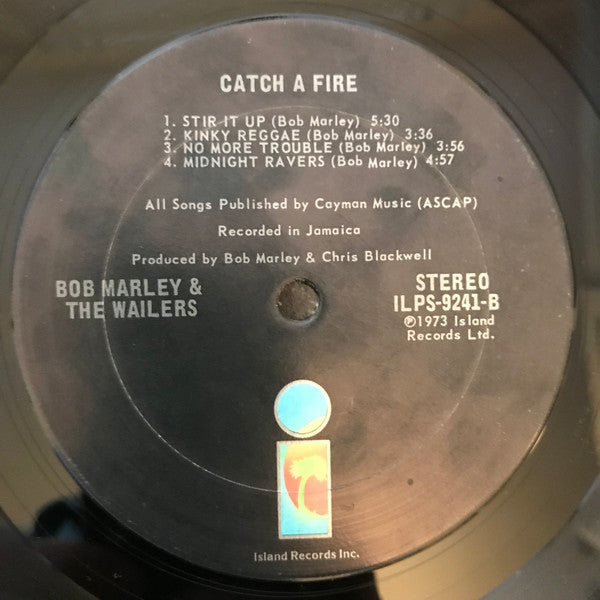 CATCH A FIRE
1. STIR IT UP (Bob Marley) 5:30
2. KINKY REGGAE (Bob Marley) 3:36
3. NO MORE TROUBLE (Bob Marley) 3:56
4. MIDNIGHT RAVERS (Bob Marley) 4:57
All Songs Published by Cayman Music (ASCAP)
Recorded in Jamaica
Produced by Bob Marley & Chris Blackwell
BOB MARLEY &
THE WAILERS
STEREO
ILPS-9241-B
℗1973 Island
Records Ltd.
i
Island Records Inc.